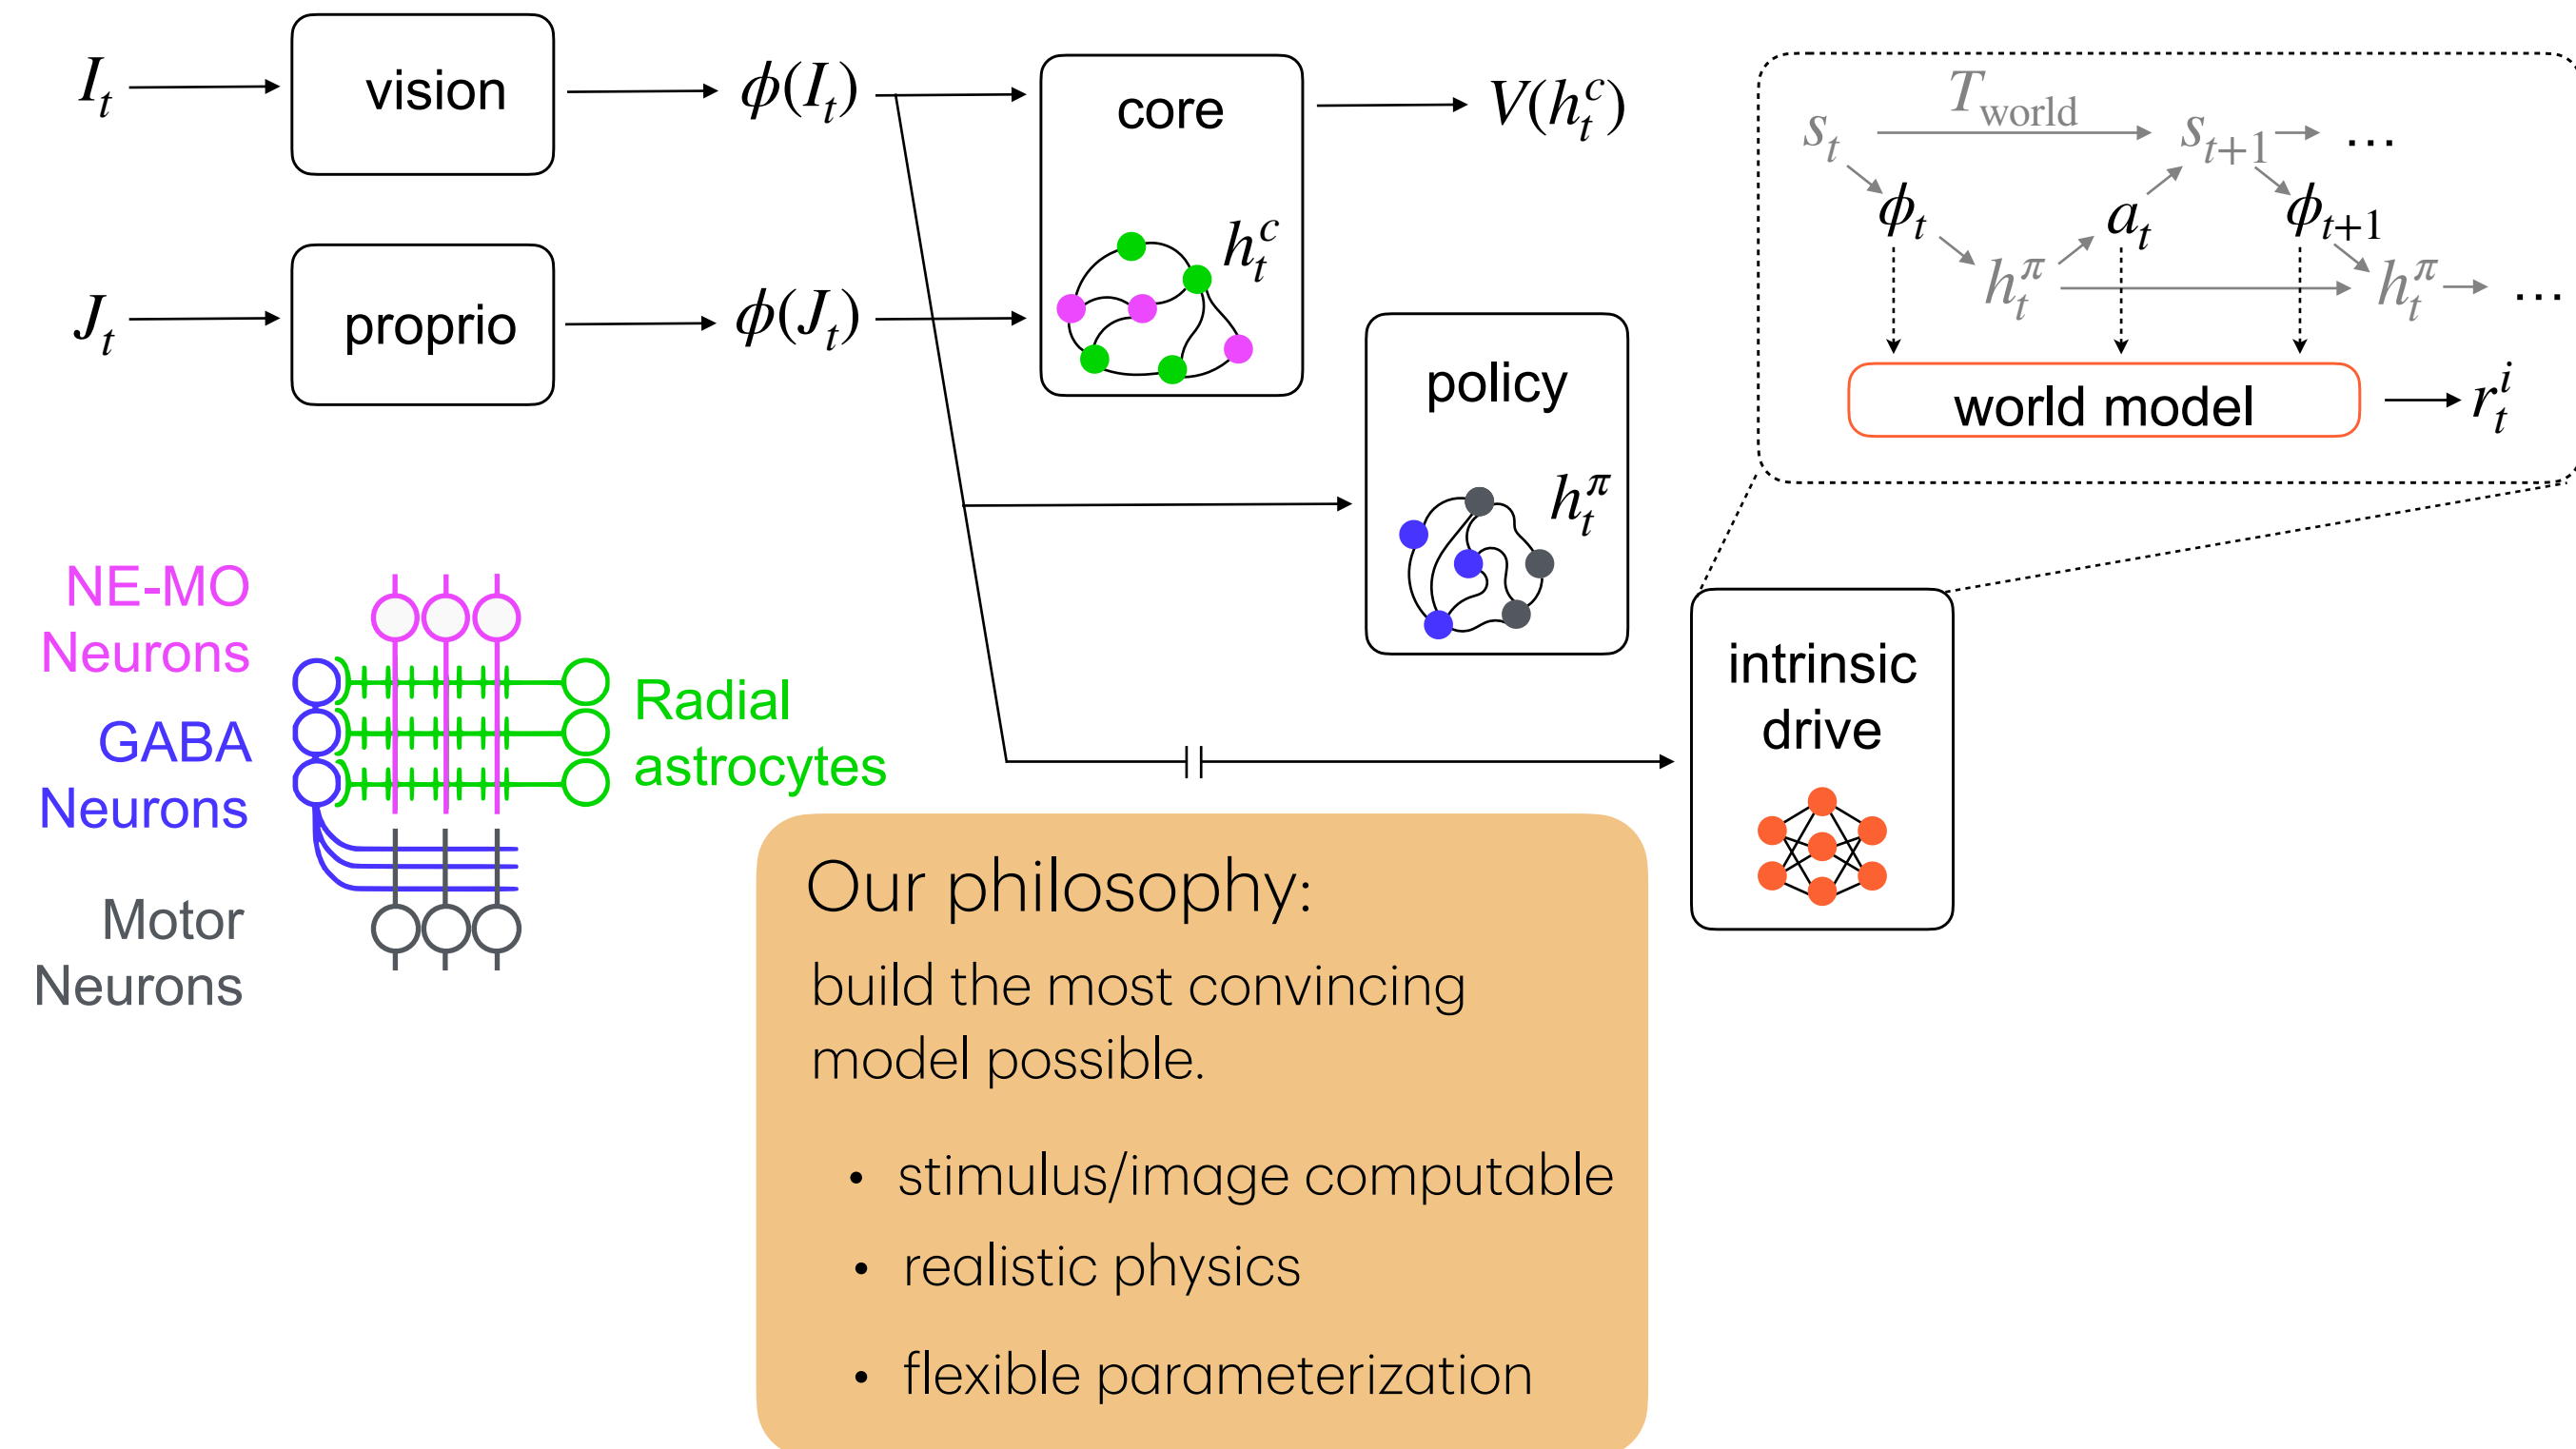 I_t
vision
ϕ(I_t)
core
h_t^c
V(h_t^c)
J_t
proprio
ϕ(J_t)
policy
h_t^π
s_t
T_world
s_{t+1}
...
ϕ_t
a_t
ϕ_{t+1}
h_t^π
h_t^π
...
world model
r_t^i
intrinsic
drive
NE-MO
Neurons
GABA
Neurons
Radial
astrocytes
Motor
Neurons
Our philosophy:
build the most convincing
model possible.
• stimulus/image computable
• realistic physics
• flexible parameterization